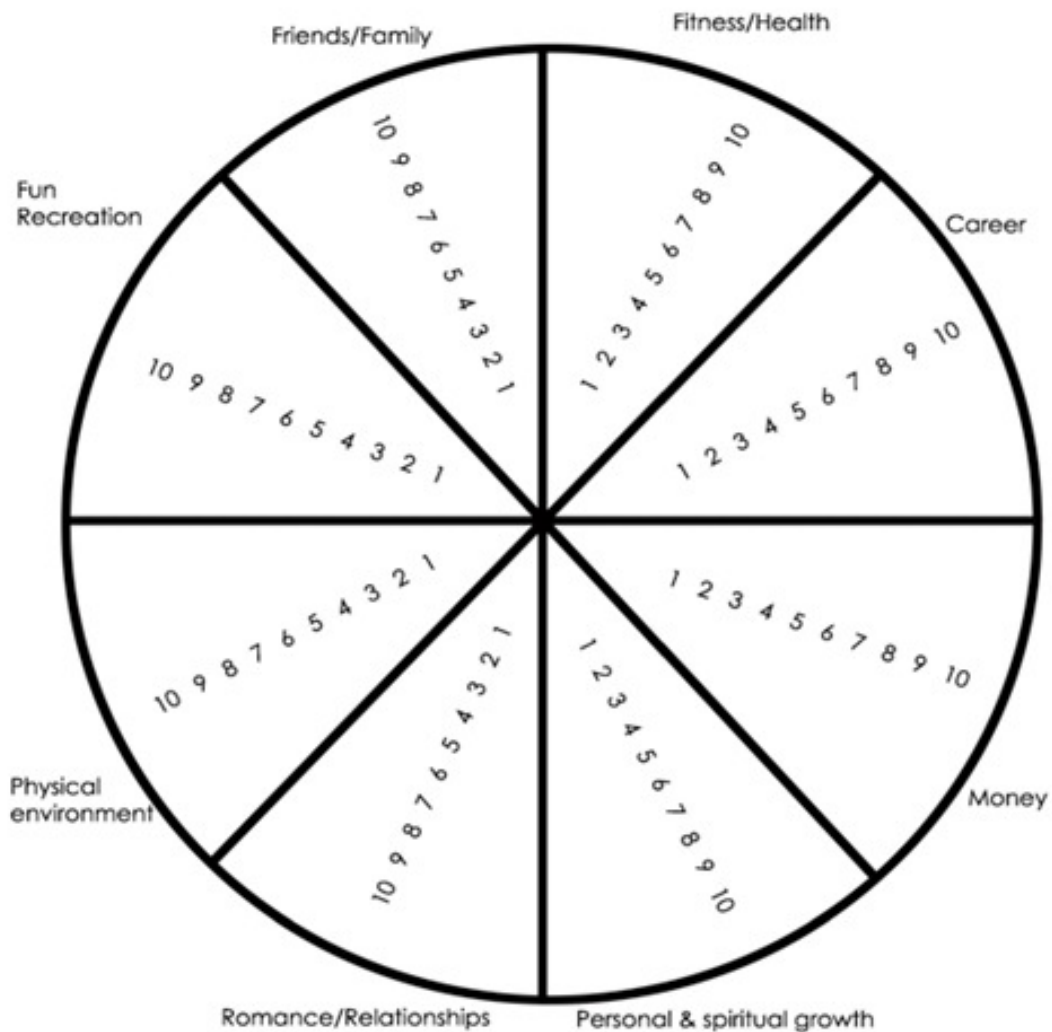 Friends/Family
Fitness/Health
Fun
Recreation
Career
Physical
environment
Money
Romance/Relationships
Personal & spiritual growth
10 9 8 7 6 5 4 3 2 1
1 2 3 4 5 6 7 8 9 10
10 9 8 7 6 5 4 3 2 1
1 2 3 4 5 6 7 8 9 10
10 9 8 7 6 5 4 3 2 1
1 2 3 4 5 6 7 8 9 10
10 9 8 7 6 5 4 3 2 1
1 2 3 4 5 6 7 8 9 10